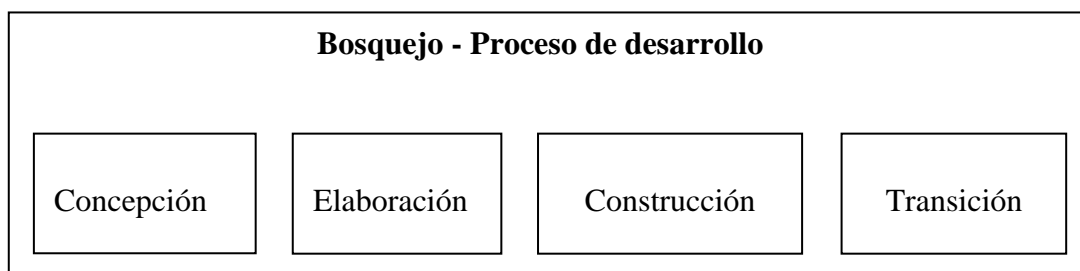 Bosquejo - Proceso de desarrollo
Concepción
Elaboración
Construcción
Transición